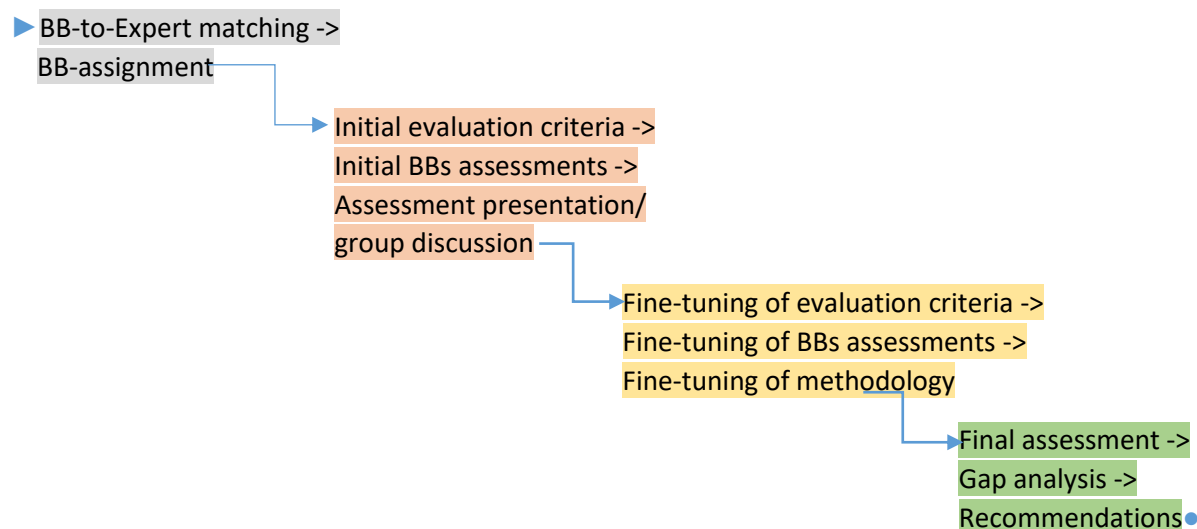 BB-to-Expert matching ->
BB-assignment
Initial evaluation criteria ->
Initial BBs assessments ->
Assessment presentation/
group discussion
Fine-tuning of evaluation criteria ->
Fine-tuning of BBs assessments ->
Fine-tuning of methodology
Final assessment ->
Gap analysis ->
Recommendations